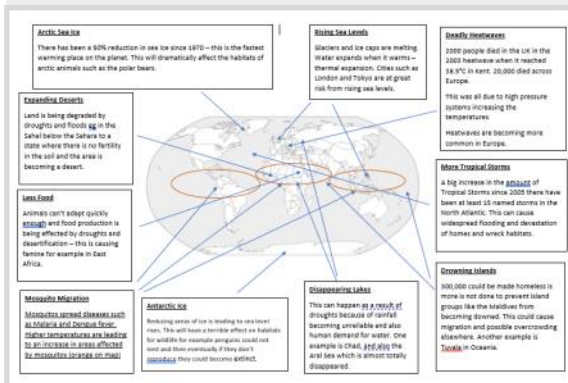 Arctic Sea Ice
There has been a 50% reduction in sea ice since 1970 – this is the fastest
warming place on the planet. This will dramatically affect the habitats of
arctic animals such as the polar bears.
Rising Sea Levels
Glaciers and ice caps are melting
Water expands when it warms –
thermal expansion. Cities such as
London and Tokyo are at great
risk from rising sea levels.
Deadly Heatwaves
2000 people died in the UK in the
2003 heatwave when it reached
38.5°C in Kent. 20,000 died across
Europe.
This was all due to high pressure
systems increasing the
temperatures.
Heatwaves are becoming more
common in Europe.
Expanding Deserts
Land is being degraded by
droughts and floods eg in the
Sahel below the Sahara to a
state where there is no fertility
in the soil and the area is
becoming a desert.
More Tropical Storms
A big increase in the amount of
Tropical Storms since 2005 there have
been at least 15 named storms in the
North Atlantic. This can cause
widespread flooding and devastation
of homes and wreck habitats.
Less Food
Animals can't adapt quickly
enough and food production is
being effected by droughts and
desertification – this is causing
famine for example in East
Africa.
Drowning Islands
300,000 could be made homeless is
more is not done to prevent island
groups like the Maldives from
becoming downed. This could cause
migration and possible overcrowding
elsewhere. Another example is
Tuvala in Oceania.
Mosquito Migration
Mosquitos spread diseases such
as Malaria and Dengue fever.
Higher temperatures are leading
to an increase in areas affected
by mosquitos (orange on map)
Antarctic Ice
Reducing areas of ice is leading to sea level
rises. This will have a terrible effect on habitats
for wildlife for example penguins could not
nest and then eventually if they don't
reproduce they could become extinct.
Disappearing Lakes
This can happen as a result of
droughts because of rainfall
becoming unreliable and also
human demand for water. One
example is Chad, and also the
Aral Sea which is almost totally
disappeared.